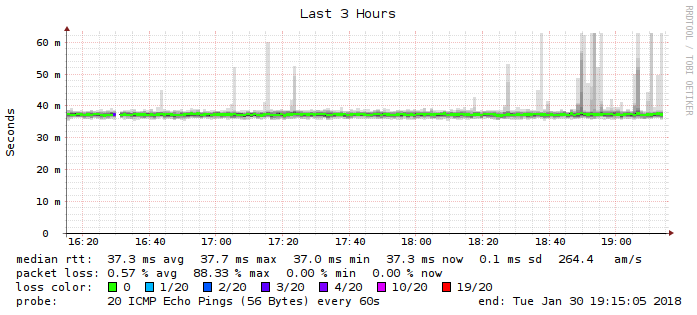 Last 3 Hours
RRDTOOL / TOBI OETIKER
Seconds
60 m
50 m
40 m
30 m
20 m
10 m
0
16:20 16:40 17:00 17:20 17:40 18:00 18:20 18:40 19:00
median rtt: 37.3 ms avg 37.7 ms max 37.0 ms min 37.3 ms now 0.1 ms sd 264.4 am/s
packet loss: 0.57 % avg 88.33 % max 0.00 % min 0.00 % now
loss color: 0 1/20 2/20 3/20 4/20 10/20 19/20
probe: 20 ICMP Echo Pings (56 Bytes) every 60s end: Tue Jan 30 19:15:05 2018